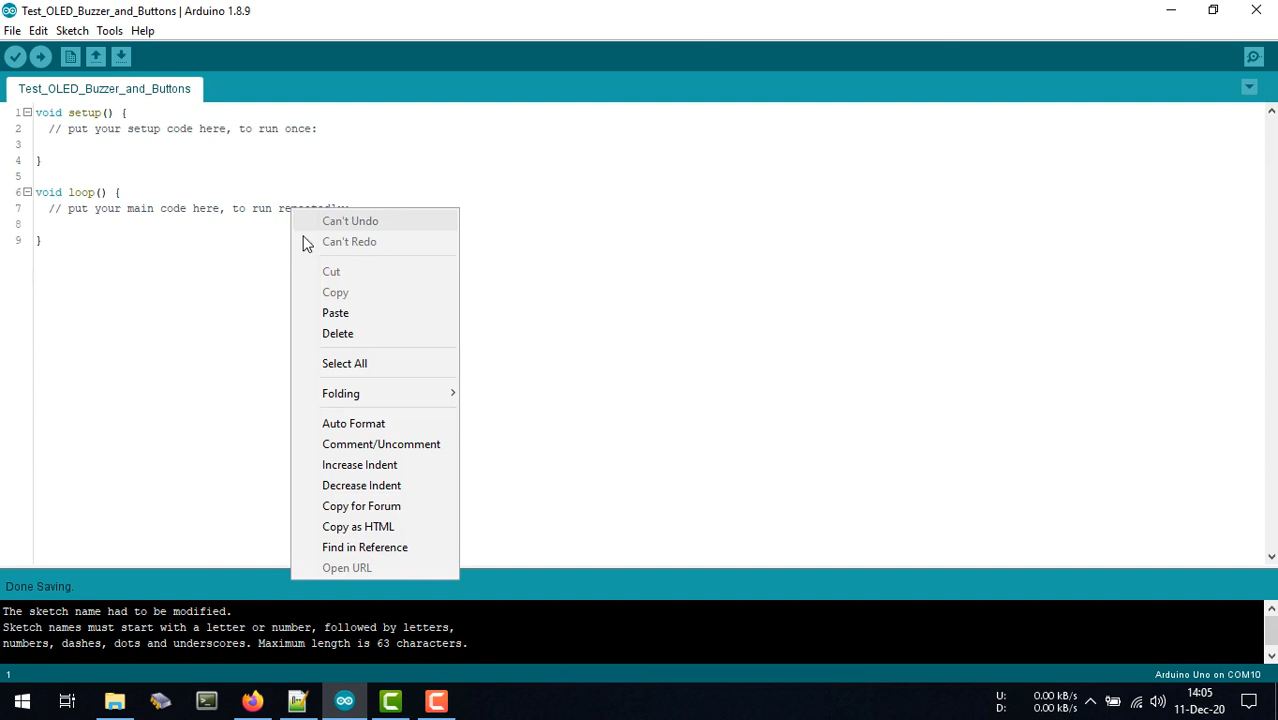 Test_OLED_Buzzer_and_Buttons | Arduino 1.8.9
File Edit Sketch Tools Help
Test_OLED_Buzzer_and_Buttons
1 void setup() {
2 // put your setup code here, to run once:
3
4 }
5
6 void loop() {
7 // put your main code here, to run
8
9 }
Can't Undo
Can't Redo
Cut
Copy
Paste
Delete
Select All
Folding
Auto Format
Comment/Uncomment
Increase Indent
Decrease Indent
Copy for Forum
Copy as HTML
Find in Reference
Open URL
Done Saving.
The sketch name had to be modified.
Sketch names must start with a letter or number, followed by letters,
numbers, dashes, dots and underscores. Maximum length is 63 characters.
1 Arduino Uno on COM10
U: 0.00 kB/s
D: 0.00 kB/s
14:05
11-Dec-20